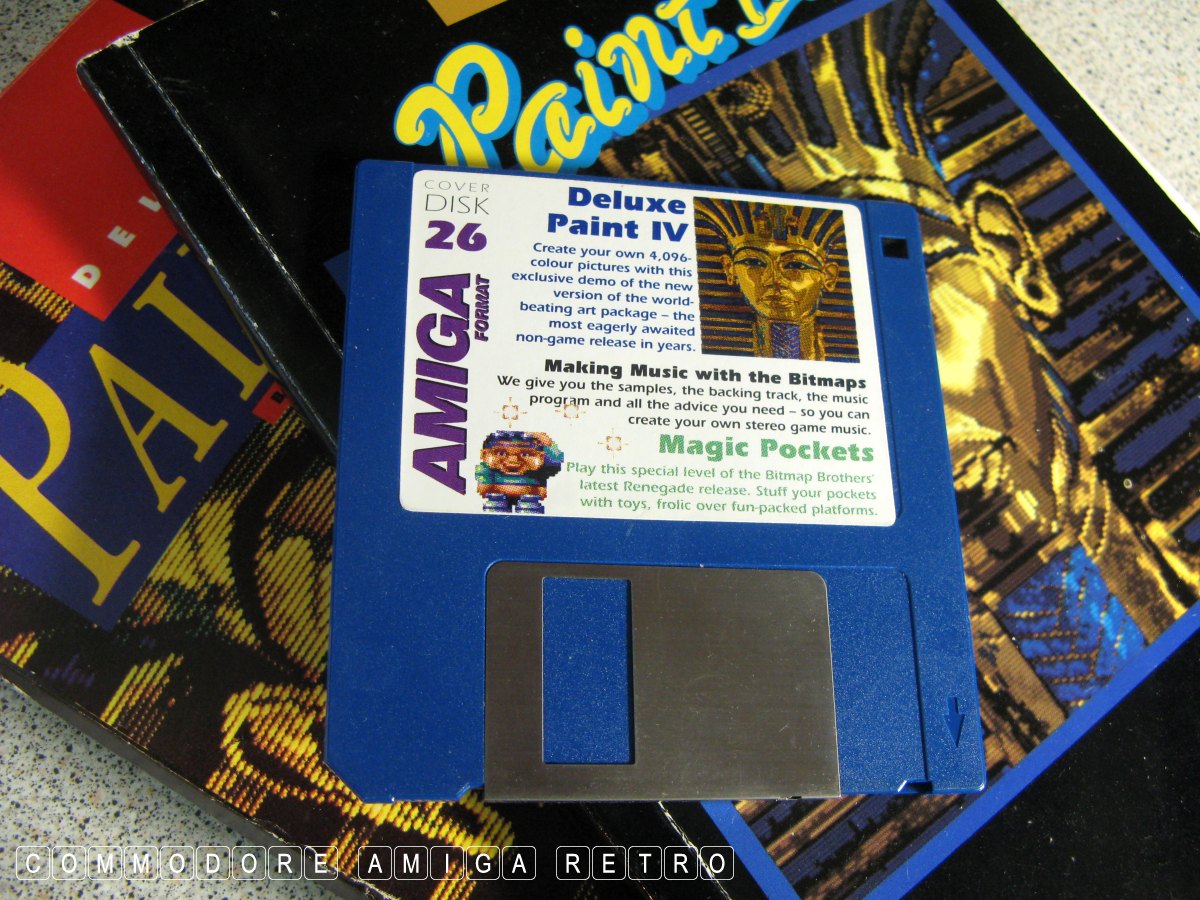 Paint
DE
PAI
COVER
DISK
26
AMIGA
FORMAT
Deluxe
Paint IV
Create your own 4,096-
colour pictures with this
exclusive demo of the new
version of the world-
beating art package – the
most eagerly awaited
non-game release in years.
Making Music with the Bitmaps
We give you the samples, the backing track, the music
program and all the advice you need – so you can
create your own stereo game music.
Magic Pockets
Play this special level of the Bitmap Brothers'
latest Renegade release. Stuff your pockets
with toys, frolic over fun-packed platforms.
COMMODORE AMIGA RETRO